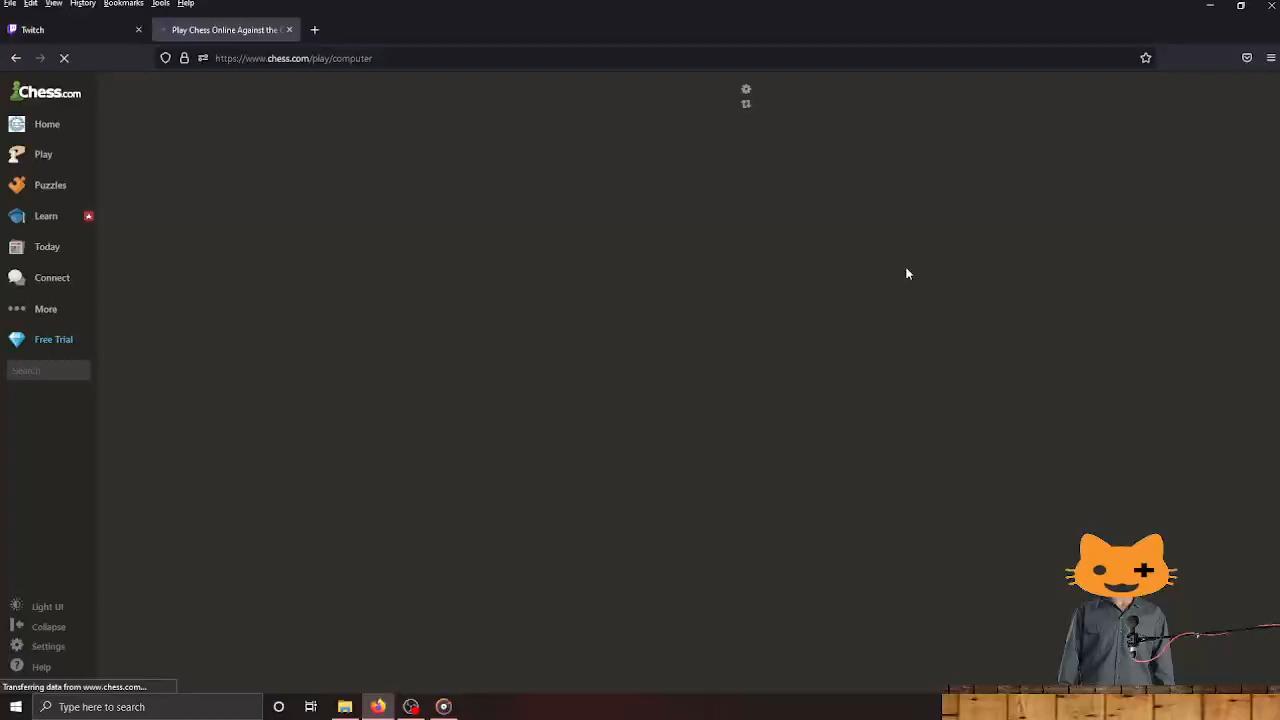 File Edit View History Bookmarks Tools Help
Twitch
Play Chess Online Against the C
https://www.chess.com/play/computer
Chess.com
Home
Play
Puzzles
Learn
Today
Connect
More
Free Trial
Search
Light UI
Collapse
Settings
Help
Transferring data from www.chess.com...
Type here to search